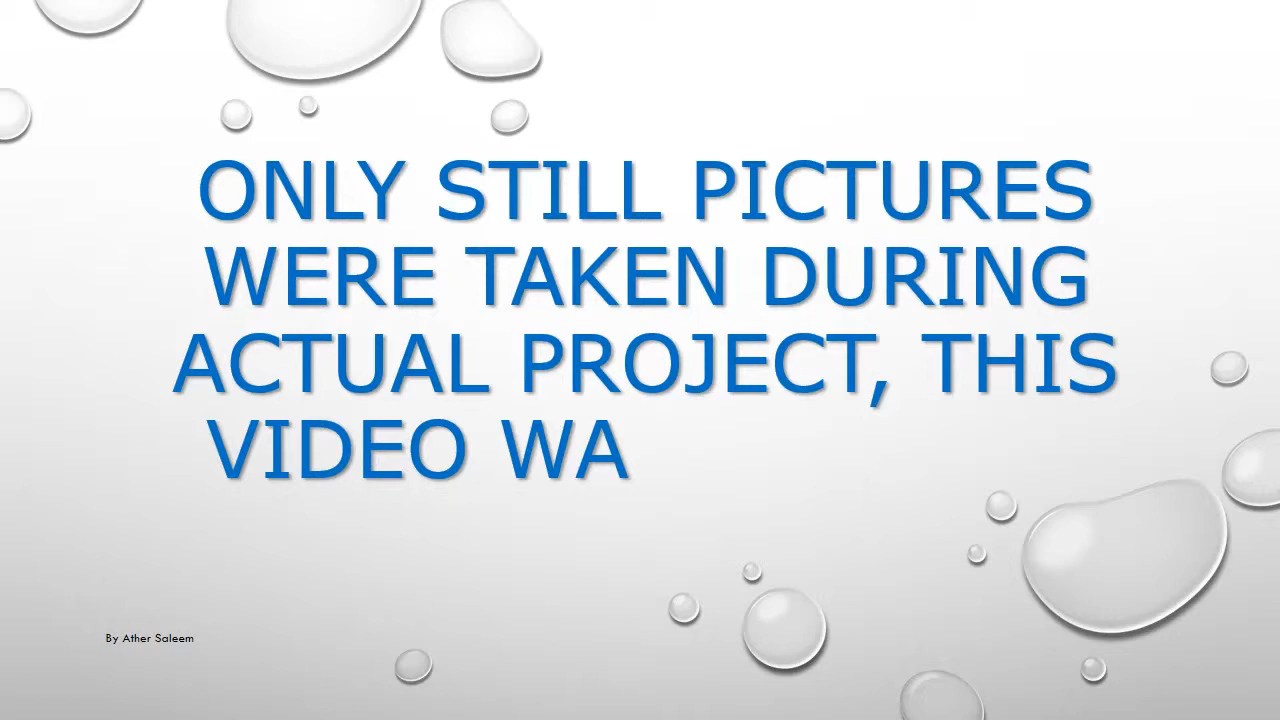 ONLY STILL PICTURES
WERE TAKEN DURING
ACTUAL PROJECT, THIS
VIDEO WA
By Ather Saleem